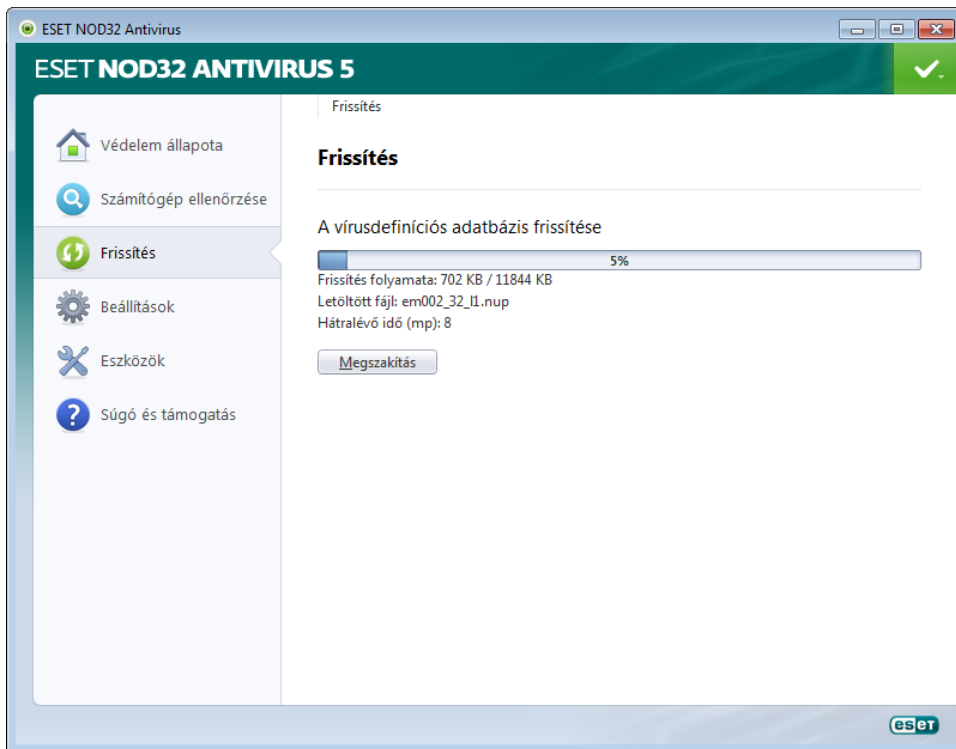 ESET NOD32 Antivirus
ESET NOD32 ANTIVIRUS 5
Frissítés
Védelem állapota
Számítógép ellenőrzése
Frissítés
Beállítások
Eszközök
Súgó és támogatás
Frissítés
A vírusdefiníciós adatbázis frissítése
5%
Frissítés folyamata: 702 KB / 11844 KB
Letöltött fájl: em002_32_l1.nup
Hátralévő idő (mp): 8
Megszakítás
eseT